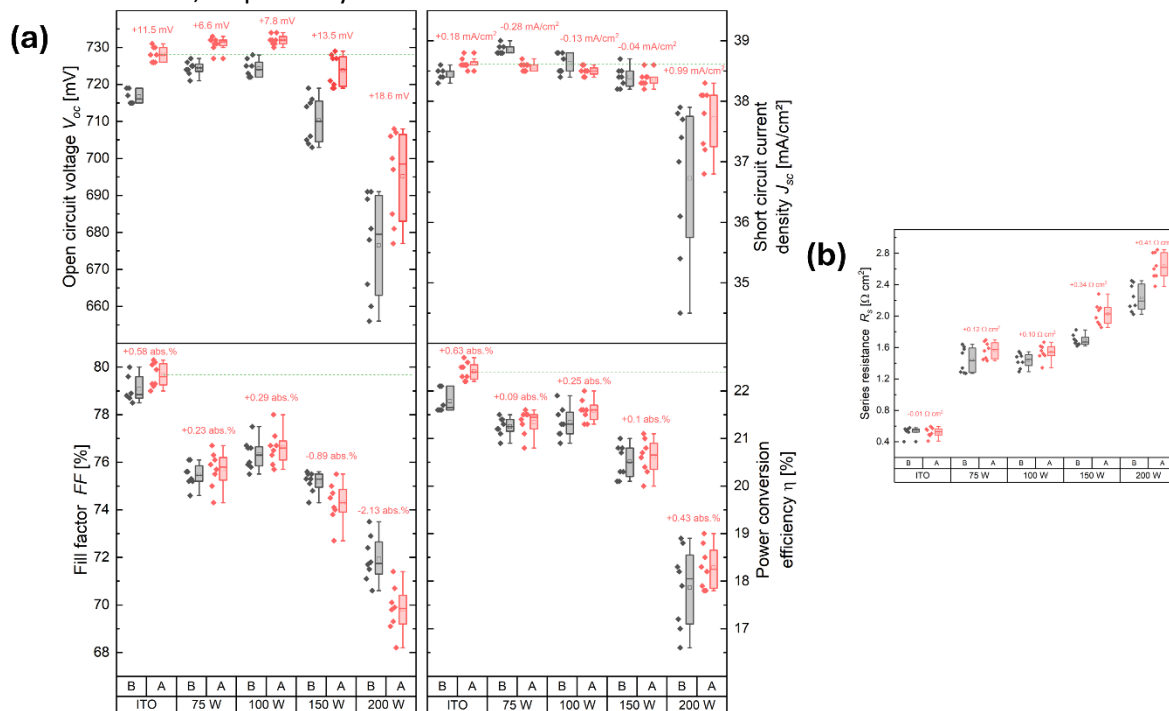 (a)
+11.5 mV
+6.6 mV
+7.8 mV
+13.5 mV
+18.6 mV
730
720
710
700
690
680
670
660
Open circuit voltage Voc [mV]
+0.18 mA/cm²
-0.28 mA/cm²
-0.13 mA/cm²
-0.04 mA/cm²
+0.99 mA/cm²
39
38
37
36
35
34
Short circuit current
density Jsc [mA/cm²]
+0.58 abs.%
+0.23 abs.%
+0.29 abs.%
-0.89 abs.%
-2.13 abs.%
80
78
76
74
72
70
68
Fill factor FF [%]
B A B A B A B A B A
ITO 75 W 100 W 150 W 200 W
+0.63 abs.%
+0.09 abs.%
+0.25 abs.%
+0.1 abs.%
+0.43 abs.%
22
21
20
19
18
17
Power conversion
efficiency η [%]
B A B A B A B A B A
ITO 75 W 100 W 150 W 200 W
(b)
Series resistance Rs [Ω cm²]
2.8
2.4
2.0
1.6
1.2
0.8
0.4
-0.01 Ω cm²
+0.12 Ω cm²
+0.10 Ω cm²
+0.34 Ω cm²
+0.41 Ω cm²
B A B A B A B A B A
ITO 75 W 100 W 150 W 200 W